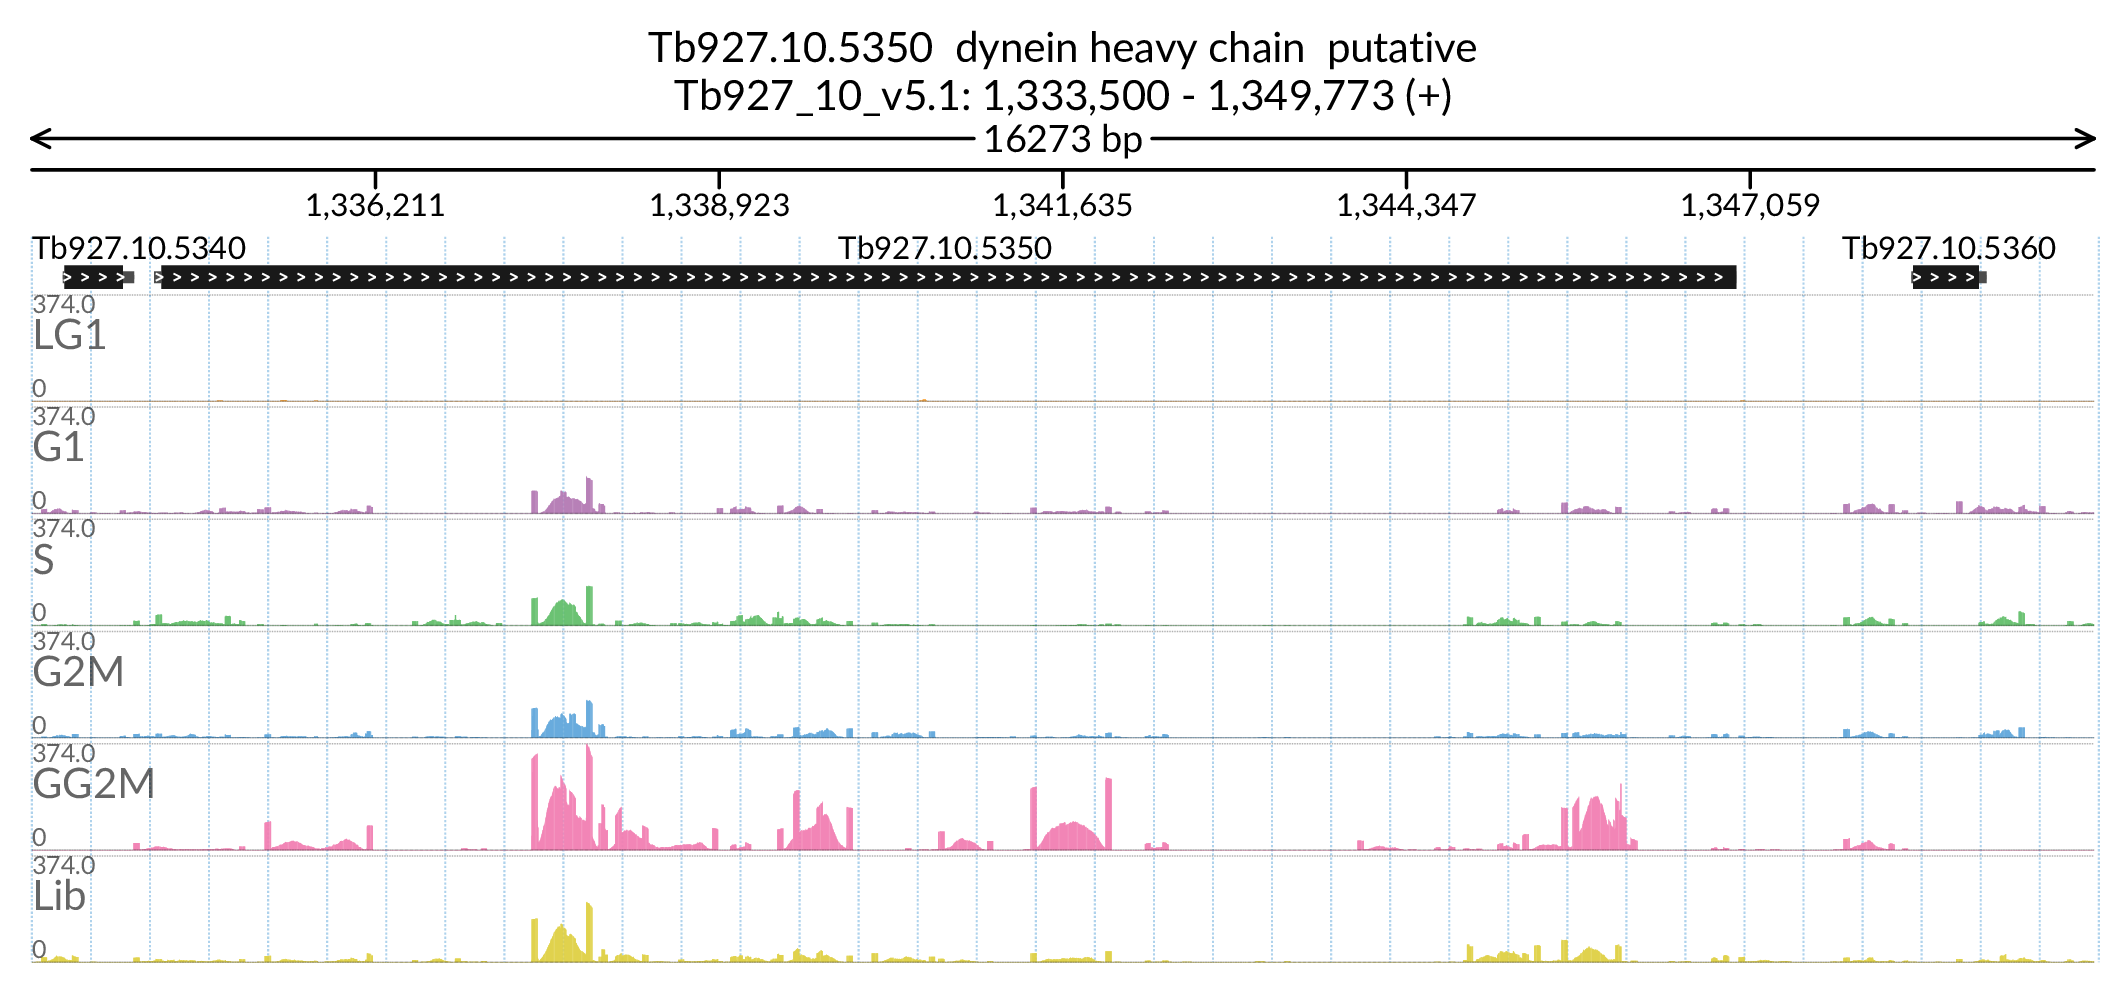 Tb927.10.5350  dynein heavy chain  putative
Tb927_10_v5.1: 1,333,500 - 1,349,773 (+)
16273 bp
1,336,211 1,338,923 1,341,635 1,344,347 1,347,059
Tb927.10.5340 Tb927.10.5350 Tb927.10.5360
374.0
LG1
0
374.0
G1
0
374.0
S
0
374.0
G2M
0
374.0
GG2M
0
374.0
Lib
0